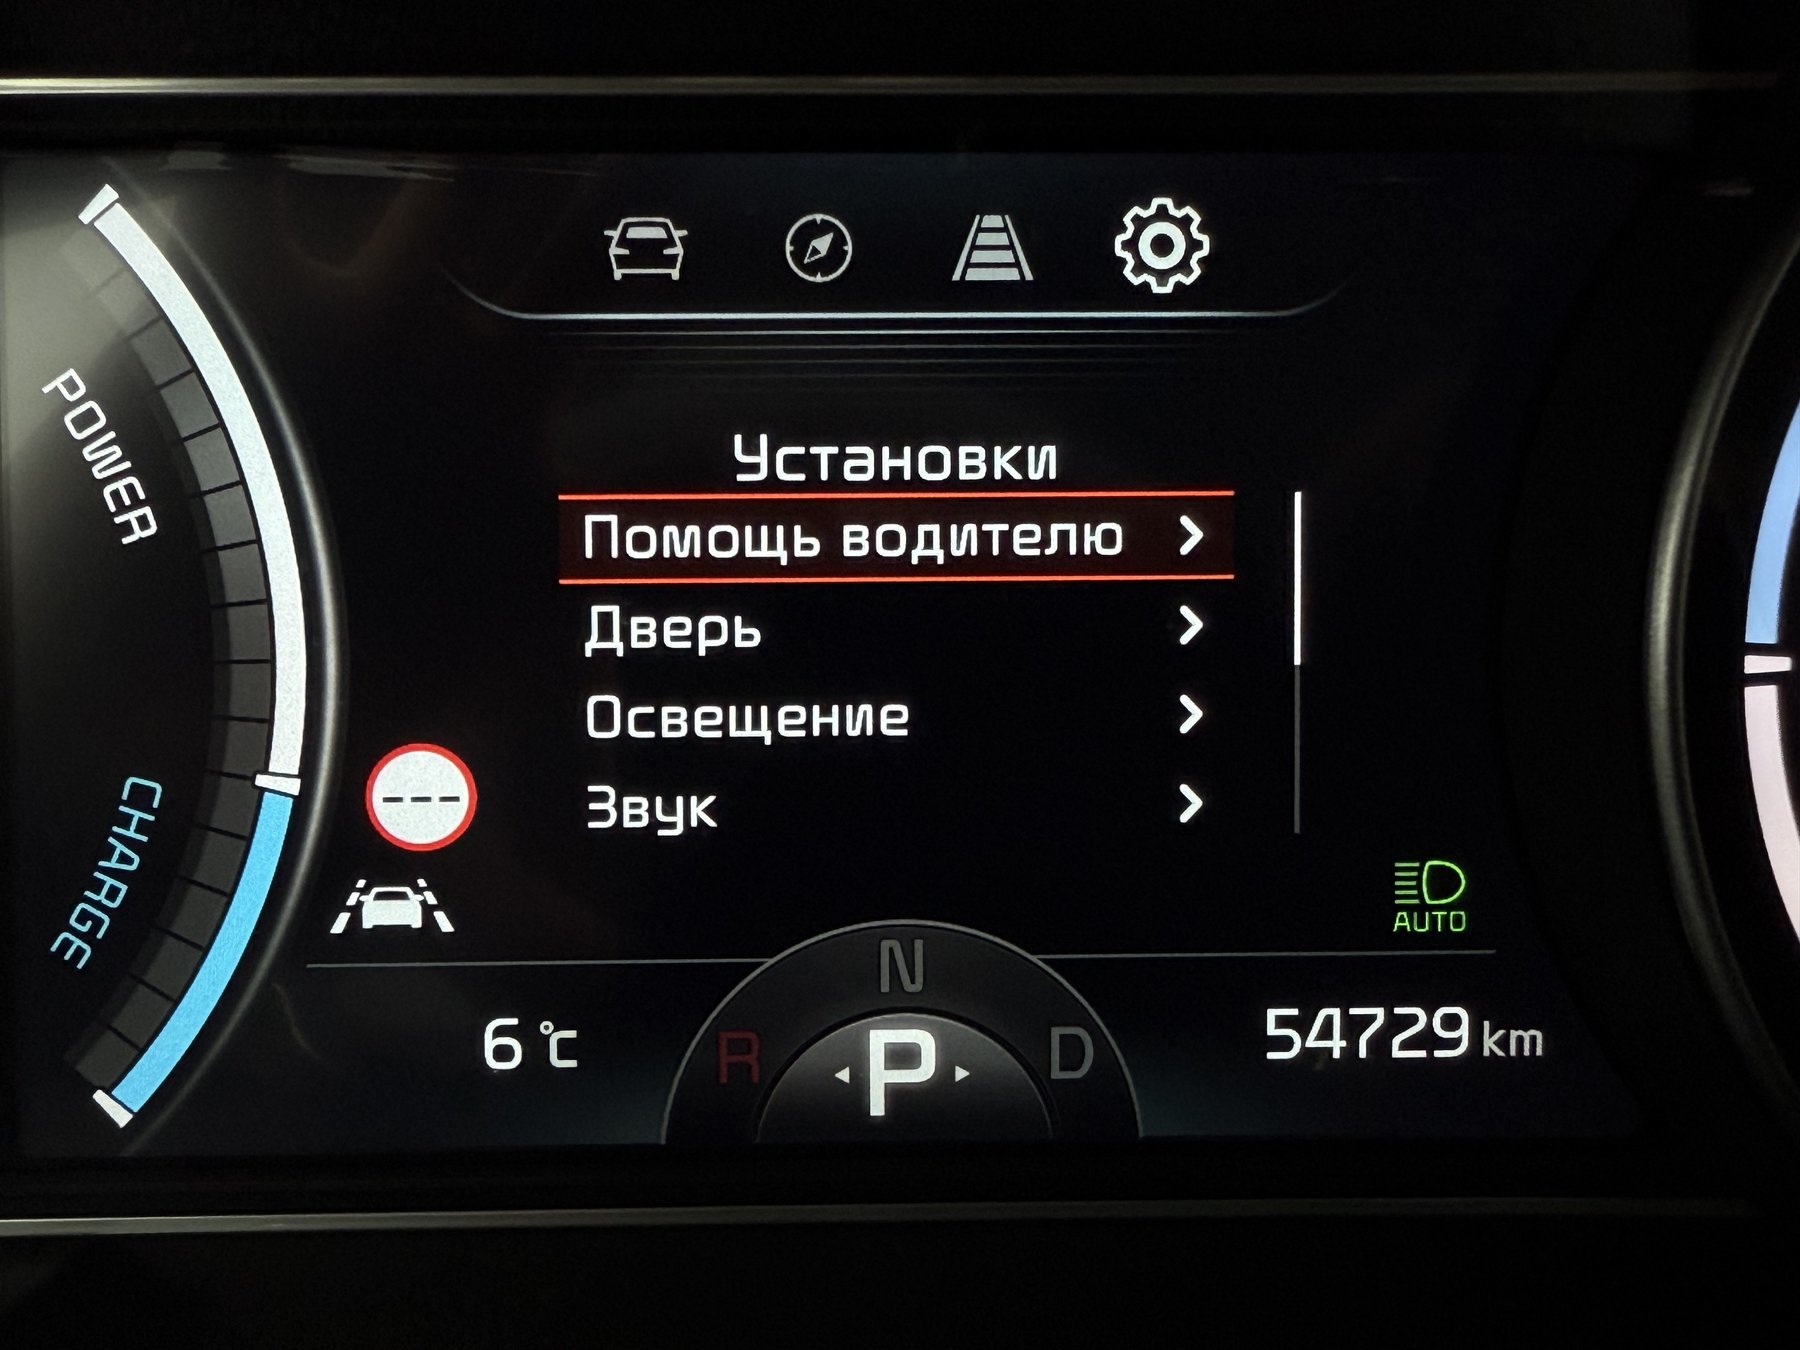 POWER
CHARGE
Установки
Помощь водителю
Дверь
Освещение
Звук
---
AUTO
N
R
P
D
6 °C
54729 km